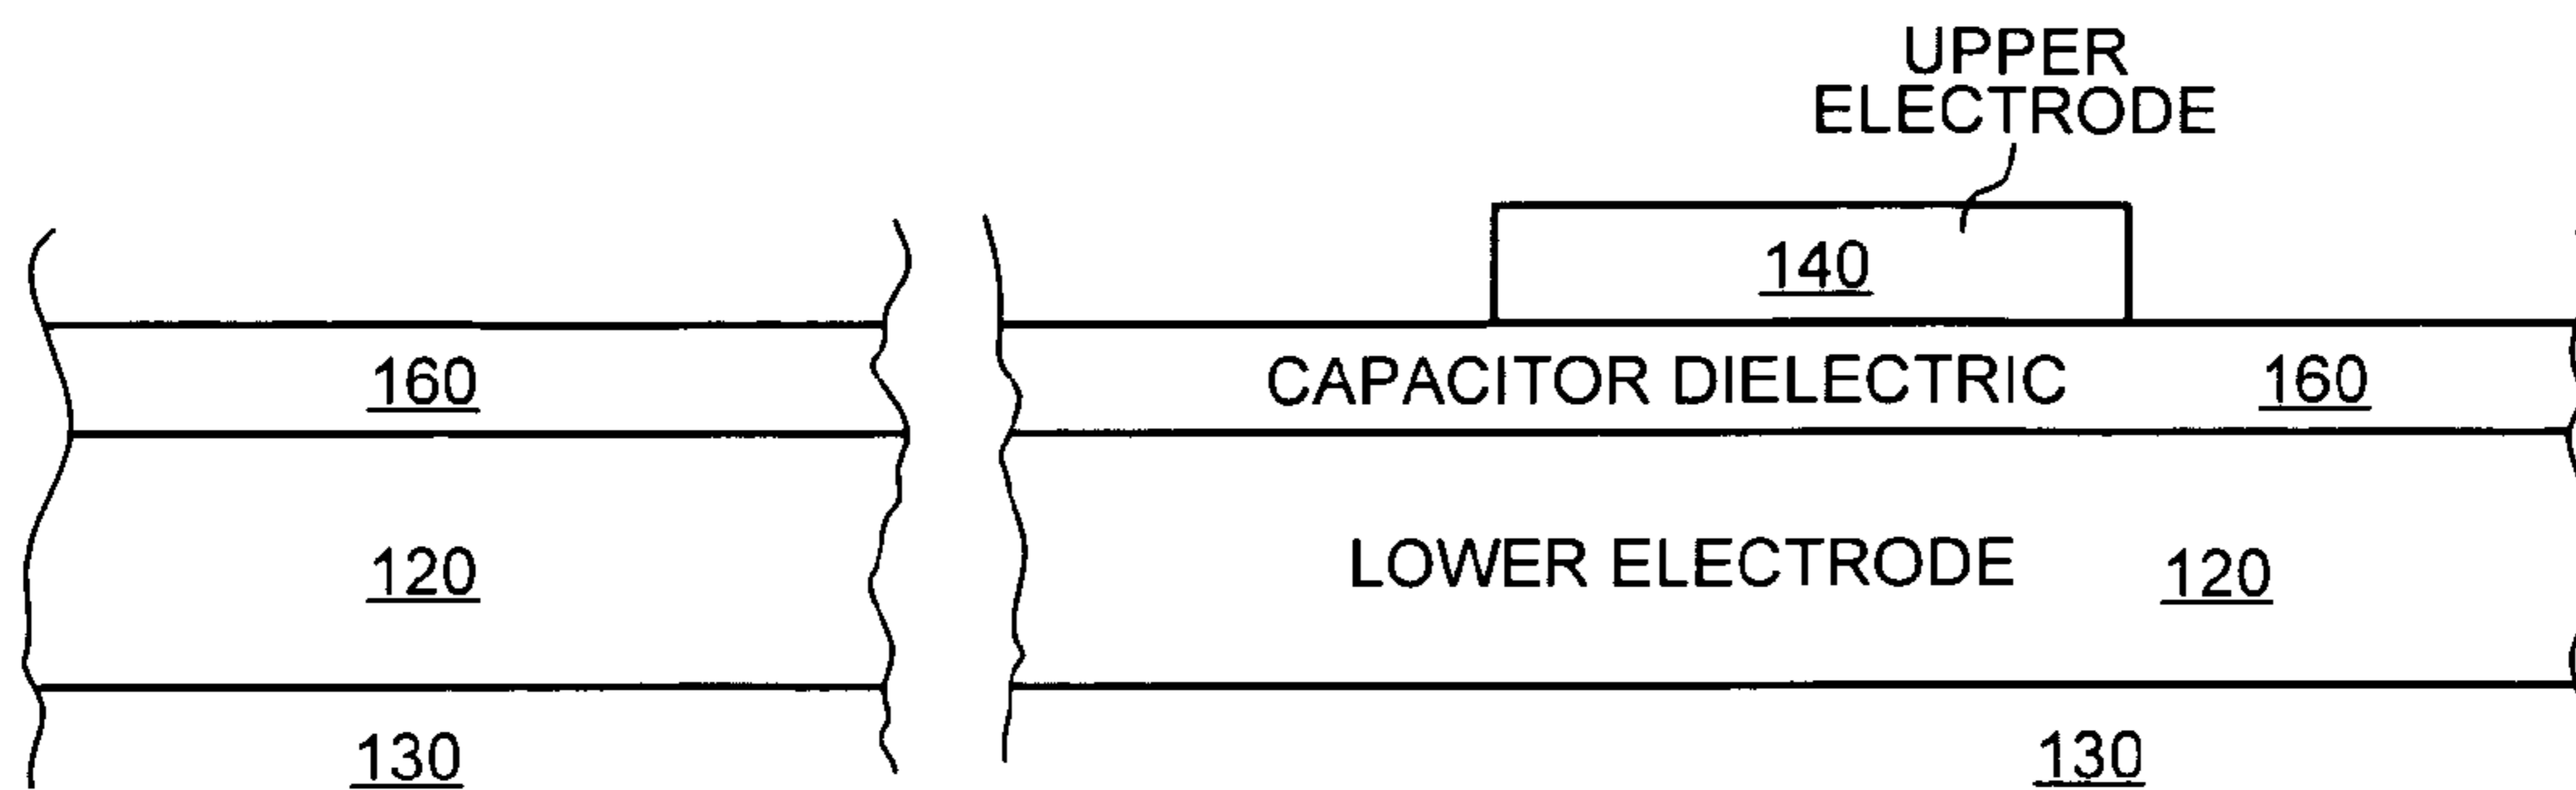 UPPER
ELECTRODE
140
160
CAPACITOR DIELECTRIC 160
120
LOWER ELECTRODE 120
130
130